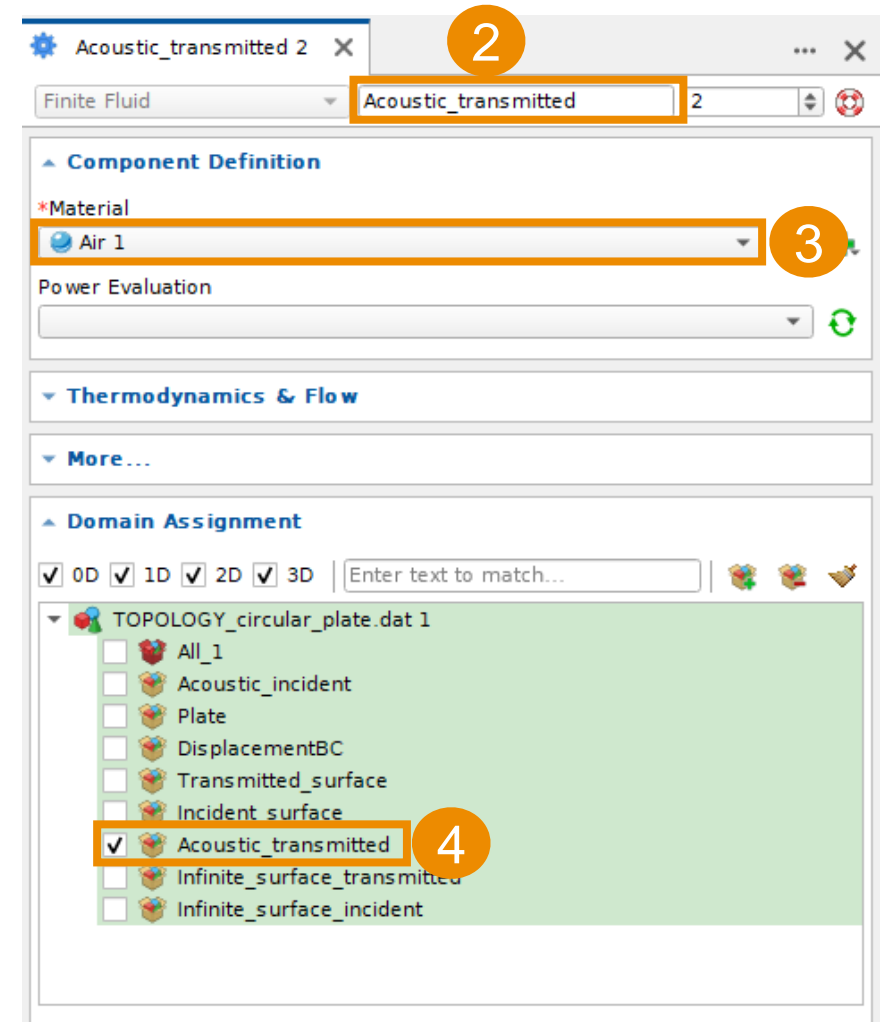 Acoustic_transmitted 2
2
Finite Fluid Acoustic_transmitted 2
Component Definition
*Material
Air 1
3
Power Evaluation
Thermodynamics & Flow
More...
Domain Assignment
0D 1D 2D 3D Enter text to match...
TOPOLOGY_circular_plate.dat 1
All_1
Acoustic_incident
Plate
DisplacementBC
Transmitted_surface
Incident_surface
Acoustic_transmitted
4
Infinite_surface_transmitted
Infinite_surface_incident